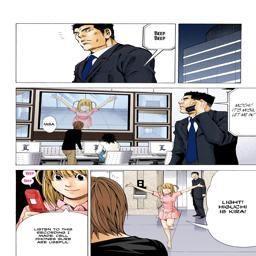 BEEP
BEEP
MOCHI!
IT'S MOGI.
LET ME IN!
MISA
LIGHT!
HIGUCHI
IS KIRA!
LISTEN TO THIS
RECORDING I
MADE. CELL
PHONES SURE
ARE USEFUL.